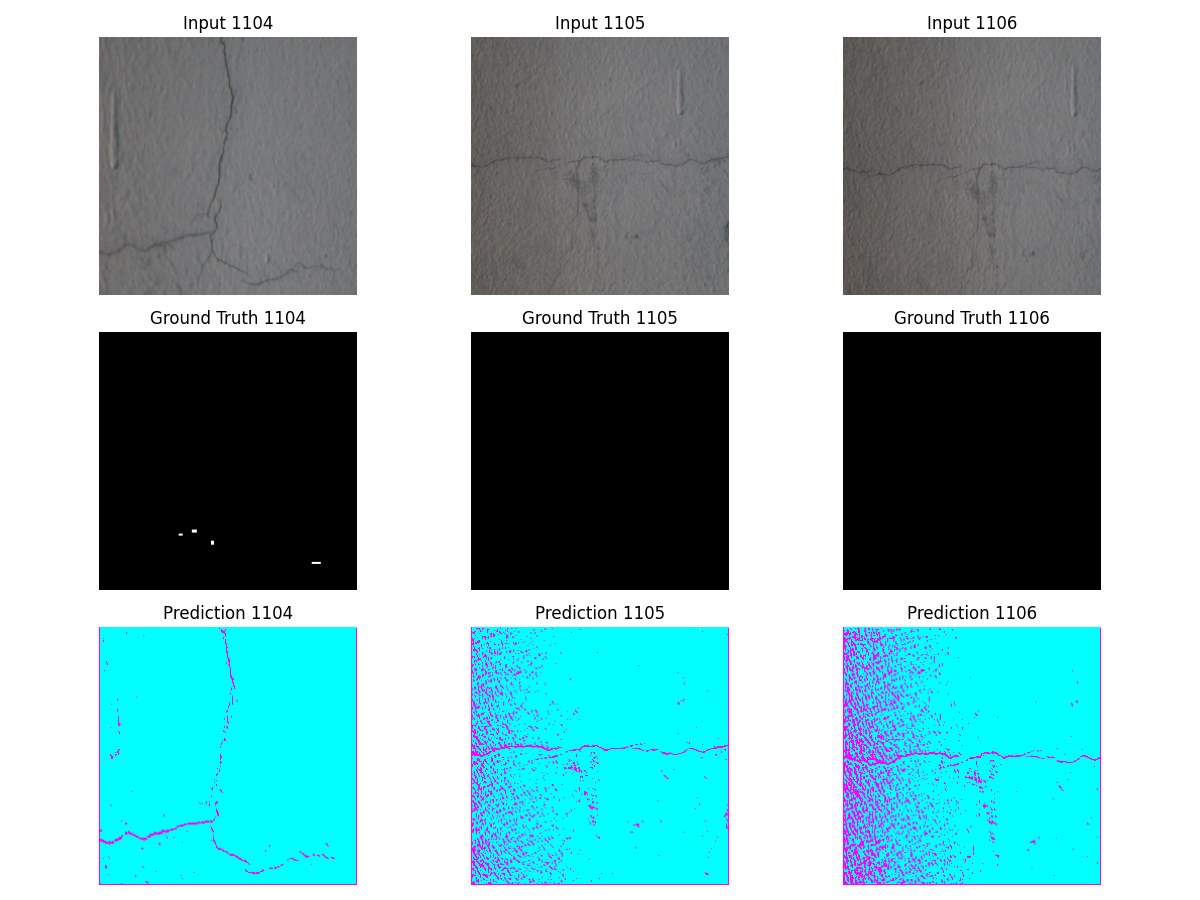 Input 1104
Input 1105
Input 1106
Ground Truth 1104
Ground Truth 1105
Ground Truth 1106
Prediction 1104
Prediction 1105
Prediction 1106